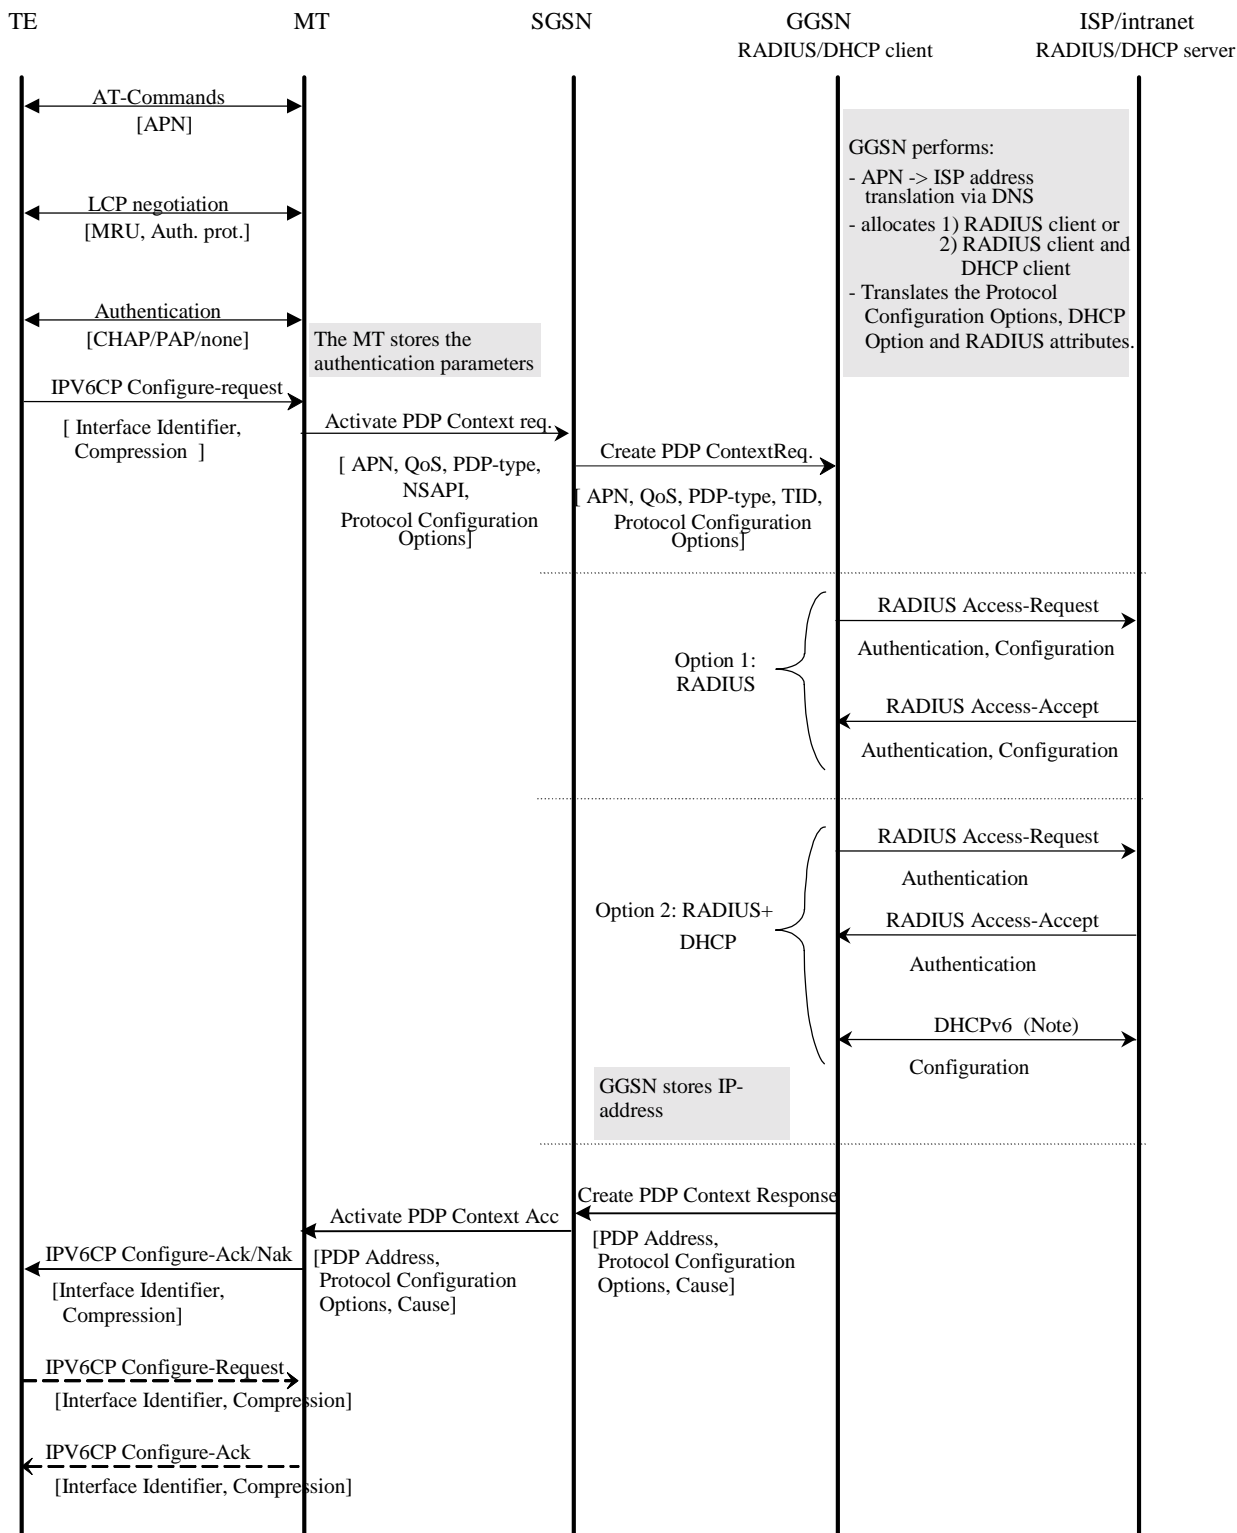 TE
MT
SGSN
GGSN
RADIUS/DHCP client
ISP/intranet
RADIUS/DHCP server
AT-Commands
[APN]
GGSN performs:
- APN -> ISP address
translation via DNS
- allocates 1) RADIUS client or
2) RADIUS client and
DHCP client
- Translates the Protocol
Configuration Options, DHCP
Option and RADIUS attributes.
LCP negotiation
[MRU, Auth. prot.]
Authentication
[CHAP/PAP/none]
The MT stores the
authentication parameters
IPV6CP Configure-request
[ Interface Identifier,
Compression ]
Activate PDP Context req.
[ APN, QoS, PDP-type,
NSAPI,
Protocol Configuration
Options]
Create PDP ContextReq.
[ APN, QoS, PDP-type, TID,
Protocol Configuration
Options]
RADIUS Access-Request
Authentication, Configuration
Option 1:
RADIUS
RADIUS Access-Accept
Authentication, Configuration
RADIUS Access-Request
Authentication
Option 2: RADIUS+
DHCP
RADIUS Access-Accept
Authentication
DHCPv6 (Note)
Configuration
GGSN stores IP-
address
Create PDP Context Response
[PDP Address,
Protocol Configuration
Options, Cause]
Activate PDP Context Acc
[PDP Address,
Protocol Configuration
Options, Cause]
IPV6CP Configure-Ack/Nak
[Interface Identifier,
Compression]
IPV6CP Configure-Request
[Interface Identifier, Compression]
IPV6CP Configure-Ack
[Interface Identifier, Compression]